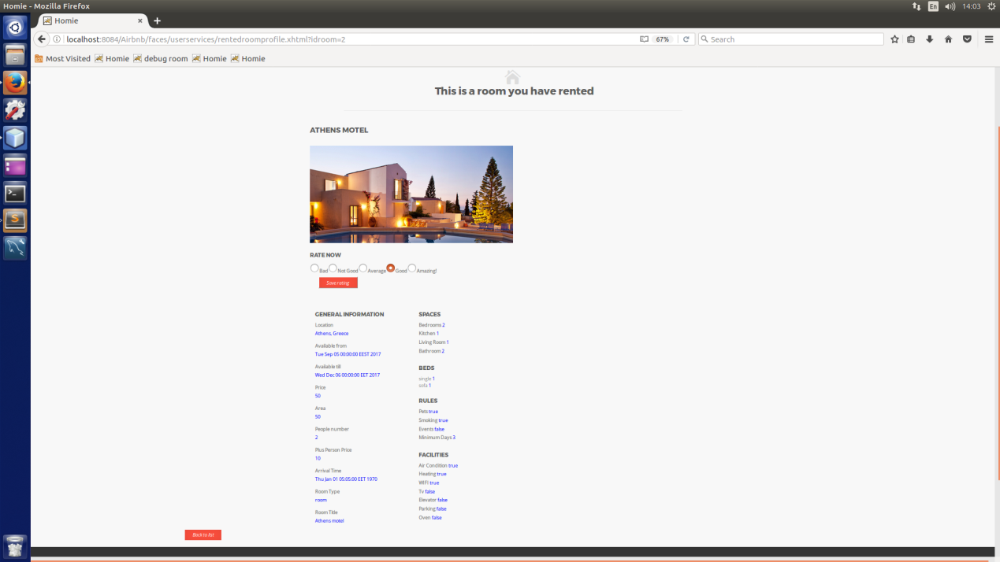 Homie - Mozilla Firefox
En
14:03
Homie × +
localhost:8084/Airbnb/faces/userservices/rentedroomprofile.xhtml?idroom=2
67%
Search
Most Visited Homie debug room Homie Homie
This is a room you have rented
ATHENS MOTEL
RATE NOW
Bad Not Good Average Good Amazing!
Save rating
GENERAL INFORMATION
Location
Athens, Greece
Available from
Tue Sep 05 00:00:00 EEST 2017
Available till
Wed Dec 06 00:00:00 EET 2017
Price
50
Area
50
People number
2
Plus Person Price
10
Arrival Time
Thu Jan 01 05:05:00 EET 1970
Room Type
room
Room Title
Athens motel
SPACES
Bedrooms 2
Kitchen 1
Living Room 1
Bathroom 2
BEDS
single 1
sofa 1
RULES
Pets true
Smoking true
Events false
Minimum Days 3
FACILITIES
Air Condition true
Heating true
WIFI true
Tv false
Elevator false
Parking false
Oven false
Back to list